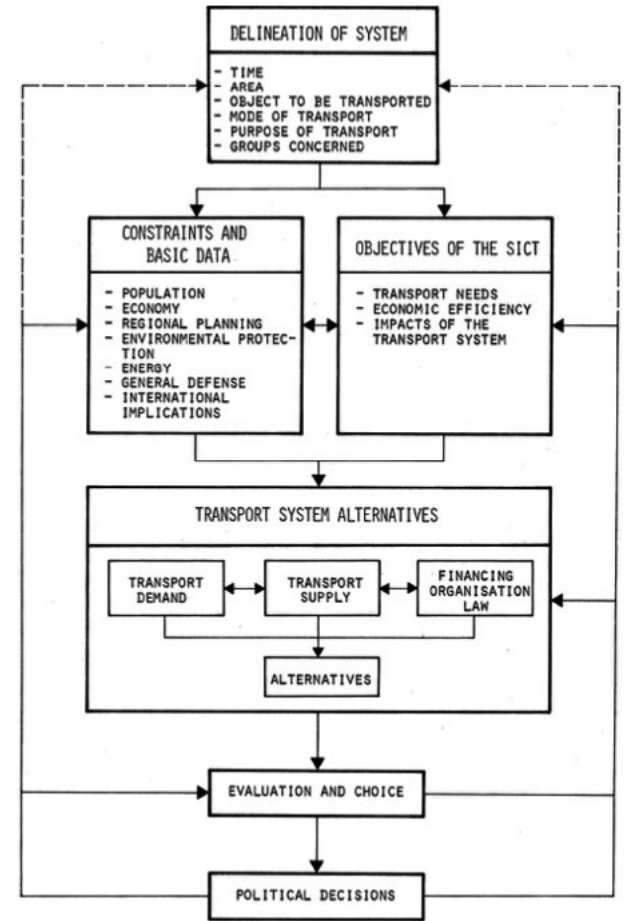 DELINEATION OF SYSTEM
- TIME
- AREA
- OBJECT TO BE TRANSPORTED
- MODE OF TRANSPORT
- PURPOSE OF TRANSPORT
- GROUPS CONCERNED
CONSTRAINTS AND
BASIC DATA
- POPULATION
- ECONOMY
- REGIONAL PLANNING
- ENVIRONMENTAL PROTEC-
TION
- ENERGY
- GENERAL DEFENSE
- INTERNATIONAL
IMPLICATIONS
OBJECTIVES OF THE SICT
- TRANSPORT NEEDS
- ECONOMIC EFFICIENCY
- IMPACTS OF THE
TRANSPORT SYSTEM
TRANSPORT SYSTEM ALTERNATIVES
TRANSPORT
DEMAND
TRANSPORT
SUPPLY
FINANCING
ORGANISATION
LAW
ALTERNATIVES
EVALUATION AND CHOICE
POLITICAL DECISIONS